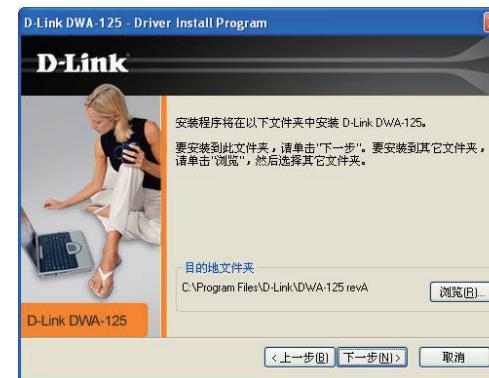 D-Link DWA-125 - Driver Install Program
D-Link
安装程序将在以下文件夹中安装 D-Link DWA-125。
要安装到此文件夹，请单击"下一步"。要安装到其它文件夹，
请单击"浏览"，然后选择其它文件夹。
目的地文件夹
C:\Program Files\D-Link\DWA-125 revA
浏览(R)...
D-Link DWA-125
<上一步(B)
下一步(N)>
取消